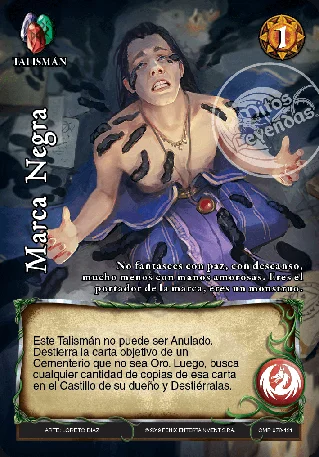 1
TALISMÁN
Mitos
Leyendas
Marca Negra
No fantasees con paz, con descanso,
mucho menos con manos amorosas. Eres el
portador de la marca, eres un monstruo.
Este Talismán no puede ser Anulado.
Destierra la carta objetivo de un
Cementerio que no sea Oro. Luego, busca
cualquier cantidad de copias de esa carta
en el Castillo de su dueño y Destiérralas.
ARTE: LORETO DIAZ